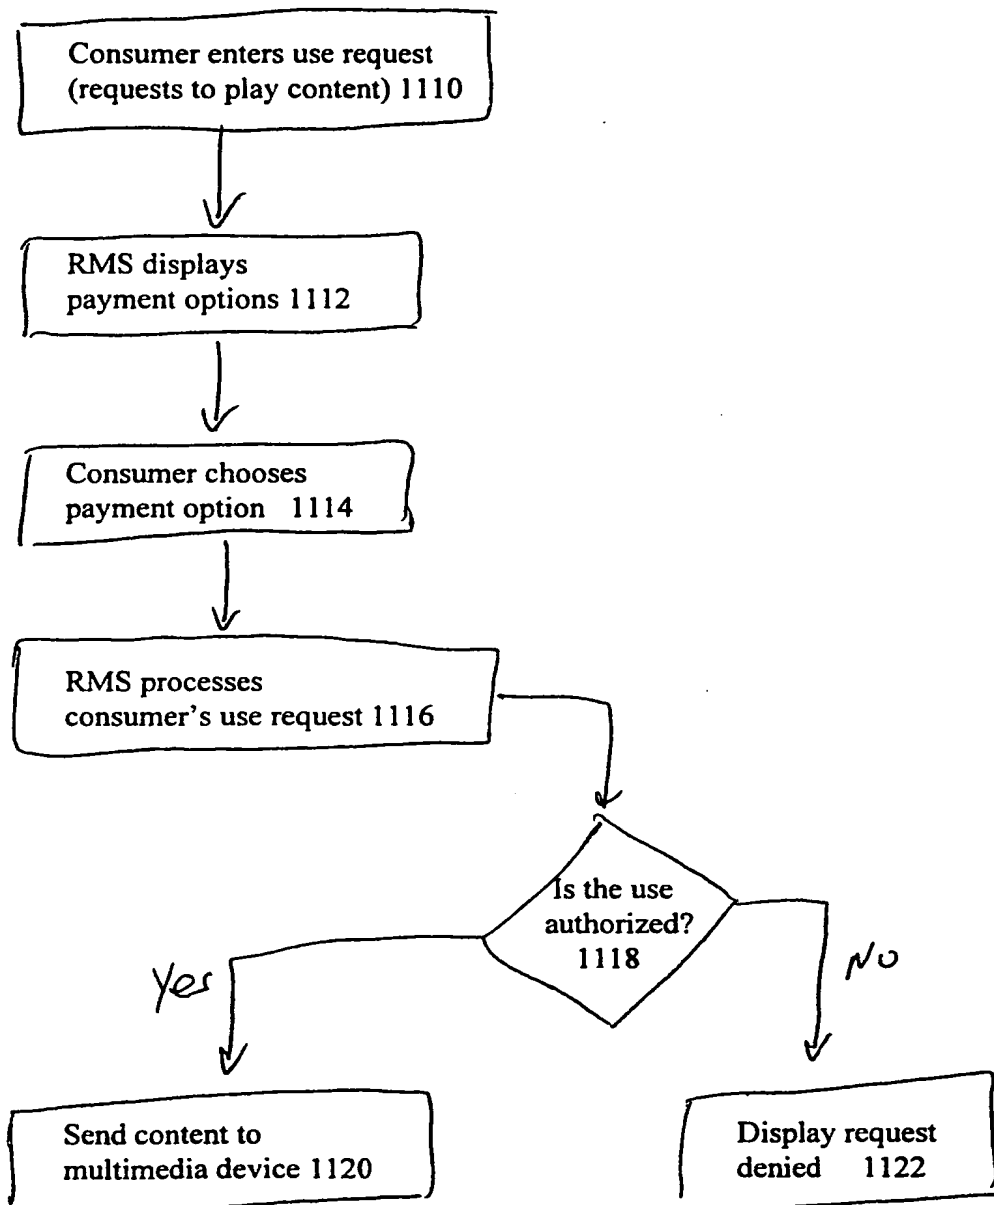 Consumer enters use request
(requests to play content) 1110
RMS displays
payment options 1112
Consumer chooses
payment option 1114
RMS processes
consumer's use request 1116
Is the use
authorized?
1118
Yes
No
Send content to
multimedia device 1120
Display request
denied 1122